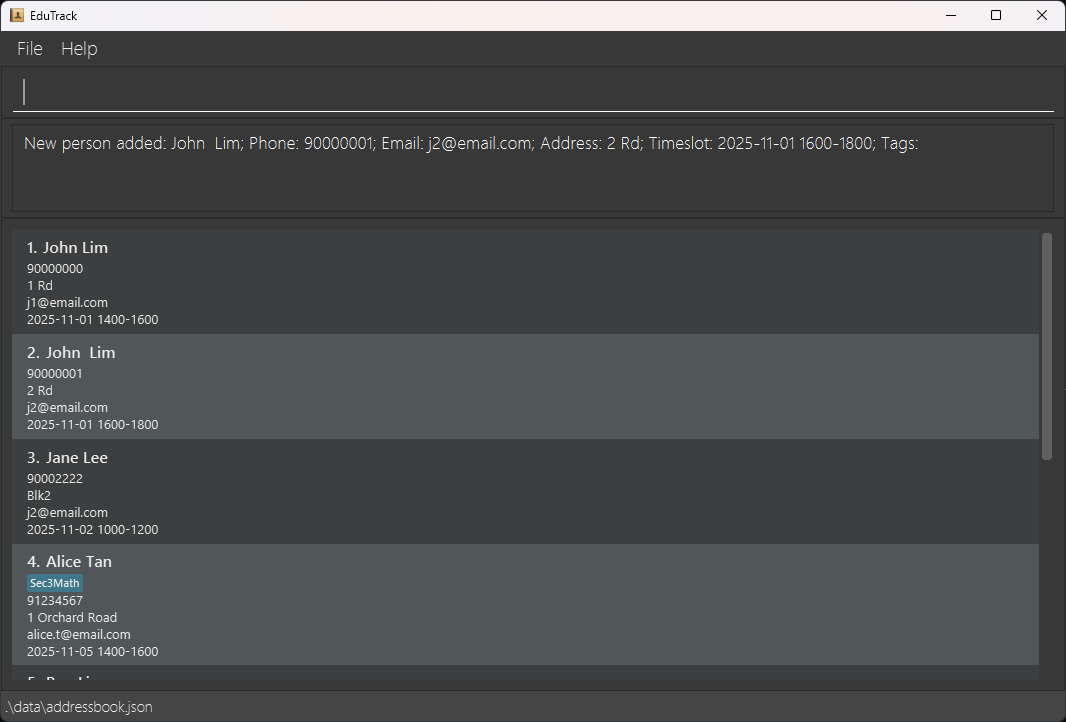 EduTrack
File Help
New person added: John  Lim; Phone: 90000001; Email: j2@email.com; Address: 2 Rd; Timeslot: 2025-11-01 1600-1800; Tags:
1. John Lim
90000000
1 Rd
j1@email.com
2025-11-01 1400-1600
2. John  Lim
90000001
2 Rd
j2@email.com
2025-11-01 1600-1800
3. Jane Lee
90002222
Blk2
j2@email.com
2025-11-02 1000-1200
4. Alice Tan
Sec3Math
91234567
1 Orchard Road
alice.t@email.com
2025-11-05 1400-1600
.\data\addressbook.json